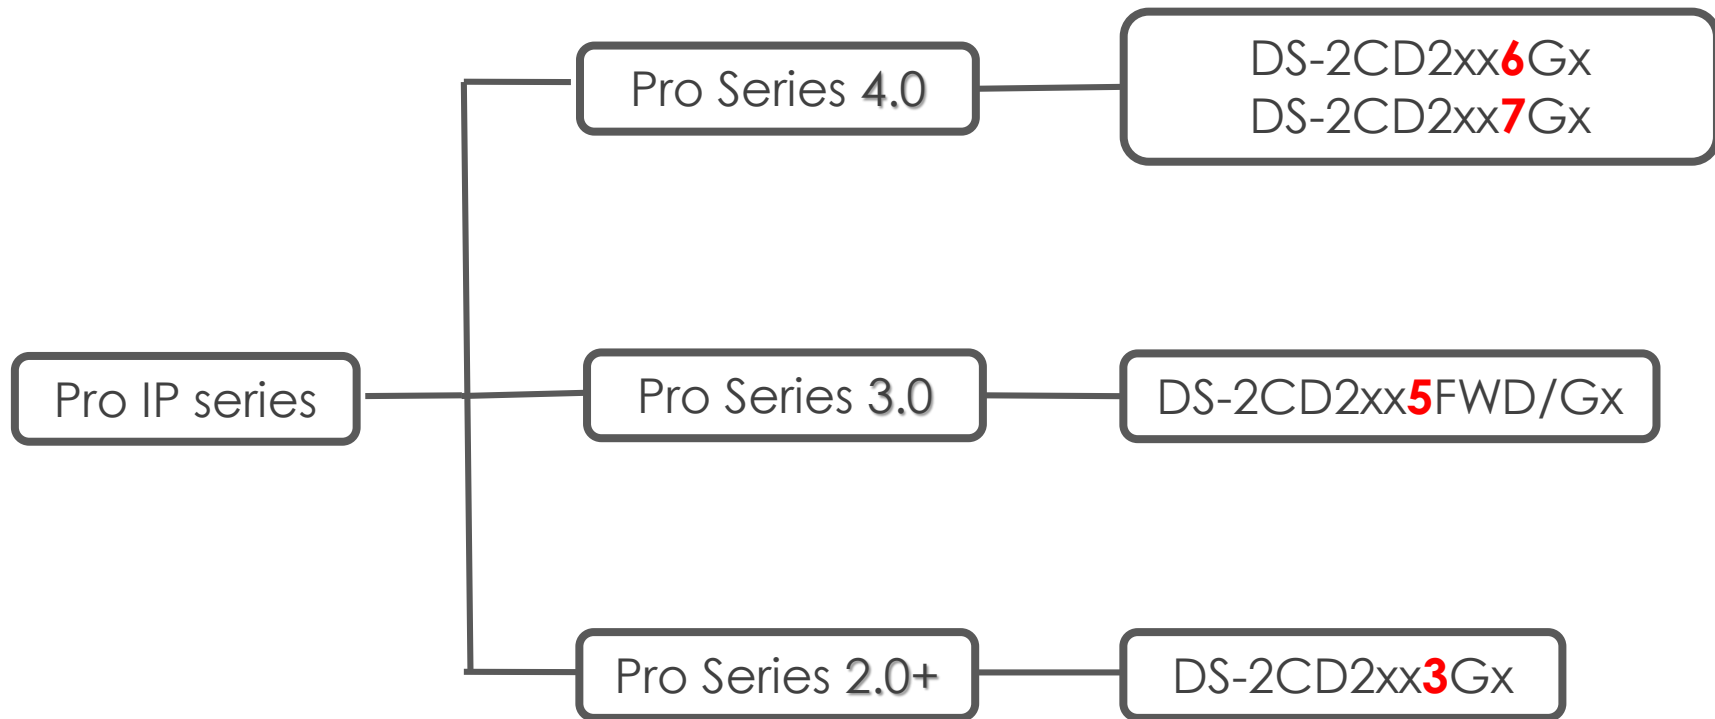 Pro IP series
Pro Series 4.0
DS-2CD2xx6Gx
DS-2CD2xx7Gx
Pro Series 3.0
DS-2CD2xx5FWD/Gx
Pro Series 2.0+
DS-2CD2xx3Gx